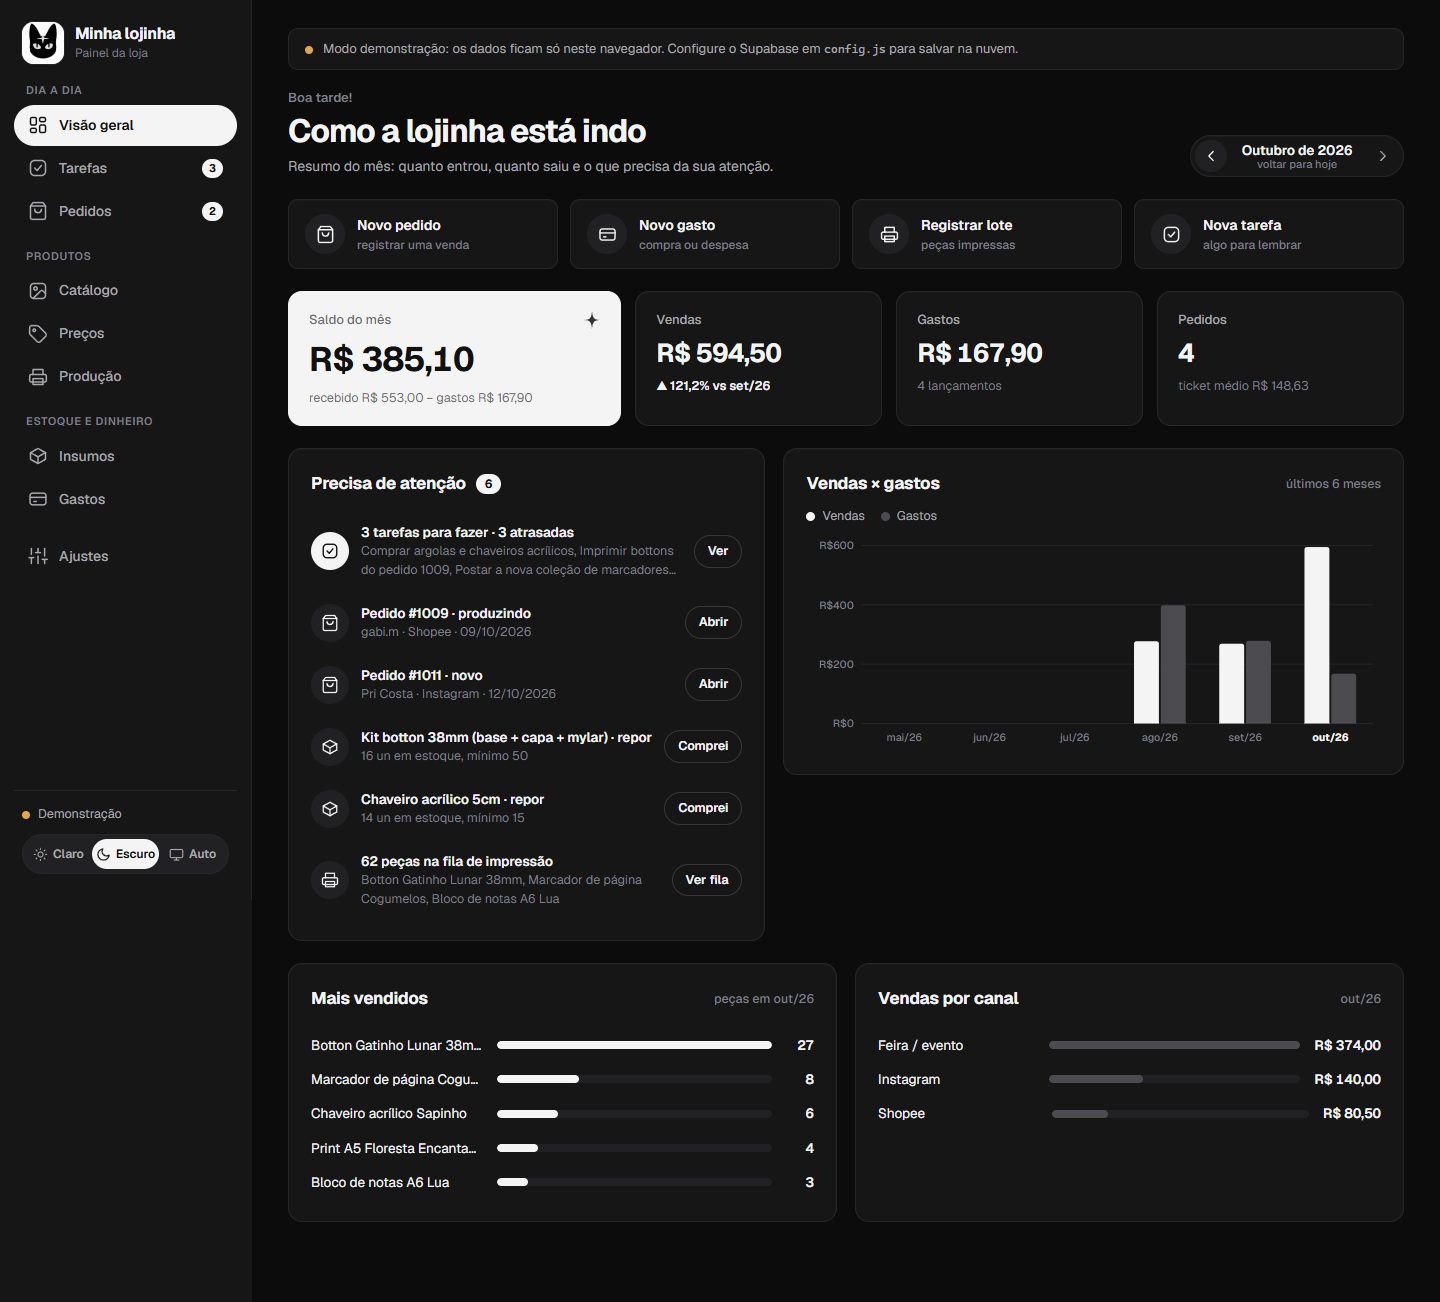 Minha lojinha
Painel da loja
DIA A DIA
Visão geral
Tarefas 3
Pedidos 2
PRODUTOS
Catálogo
Preços
Produção
ESTOQUE E DINHEIRO
Insumos
Gastos
Ajustes
Demonstração
Claro Escuro Auto
Modo demonstração: os dados ficam só neste navegador. Configure o Supabase em config.js para salvar na nuvem.
Boa tarde!
Como a lojinha está indo
Resumo do mês: quanto entrou, quanto saiu e o que precisa da sua atenção.
Outubro de 2026
voltar para hoje
Novo pedido
registrar uma venda
Novo gasto
compra ou despesa
Registrar lote
peças impressas
Nova tarefa
algo para lembrar
Saldo do mês
R$ 385,10
recebido R$ 553,00 − gastos R$ 167,90
Vendas
R$ 594,50
▲ 121,2% vs set/26
Gastos
R$ 167,90
4 lançamentos
Pedidos
4
ticket médio R$ 148,63
Precisa de atenção 6
3 tarefas para fazer · 3 atrasadas
Comprar argolas e chaveiros acrílicos, Imprimir bottons
do pedido 1009, Postar a nova coleção de marcadores…
Ver
Pedido #1009 · produzindo
gabi.m · Shopee · 09/10/2026
Abrir
Pedido #1011 · novo
Pri Costa · Instagram · 12/10/2026
Abrir
Kit botton 38mm (base + capa + mylar) · repor
16 un em estoque, mínimo 50
Comprei
Chaveiro acrílico 5cm · repor
14 un em estoque, mínimo 15
Comprei
62 peças na fila de impressão
Botton Gatinho Lunar 38mm, Marcador de página
Cogumelos, Bloco de notas A6 Lua
Ver fila
Vendas × gastos
últimos 6 meses
Vendas Gastos
R$600
R$400
R$200
R$0
mai/26 jun/26 jul/26 ago/26 set/26 out/26
Mais vendidos
peças em out/26
Botton Gatinho Lunar 38m… 27
Marcador de página Cogu… 8
Chaveiro acrílico Sapinho 6
Print A5 Floresta Encanta… 4
Bloco de notas A6 Lua 3
Vendas por canal
out/26
Feira / evento R$ 374,00
Instagram R$ 140,00
Shopee R$ 80,50